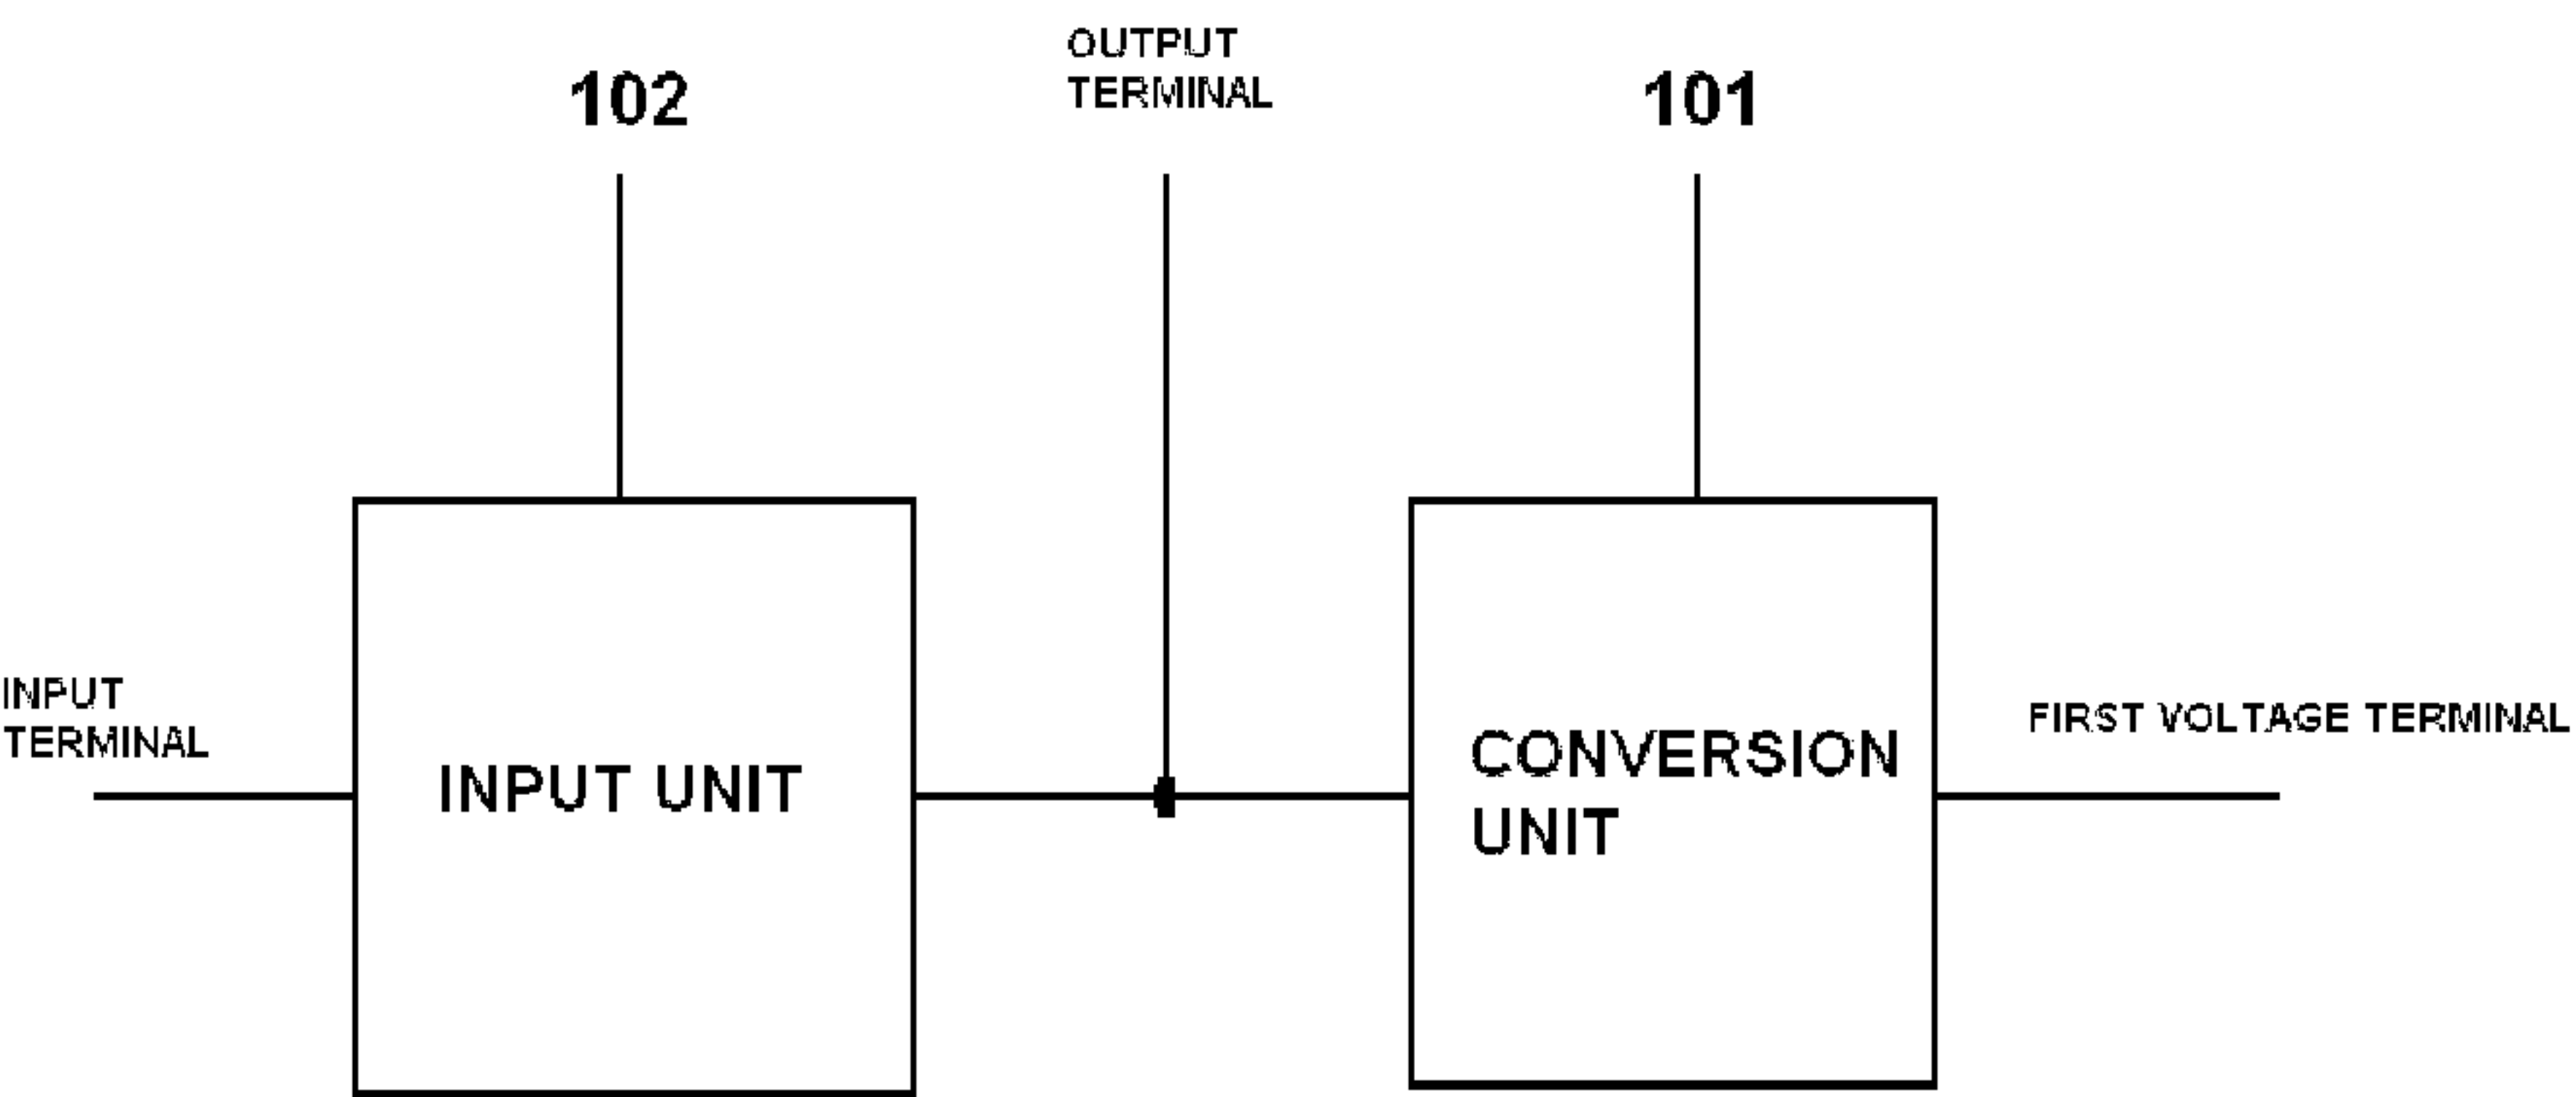 OUTPUT
TERMINAL
102
101
INPUT
TERMINAL
INPUT UNIT
CONVERSION
UNIT
FIRST VOLTAGE TERMINAL